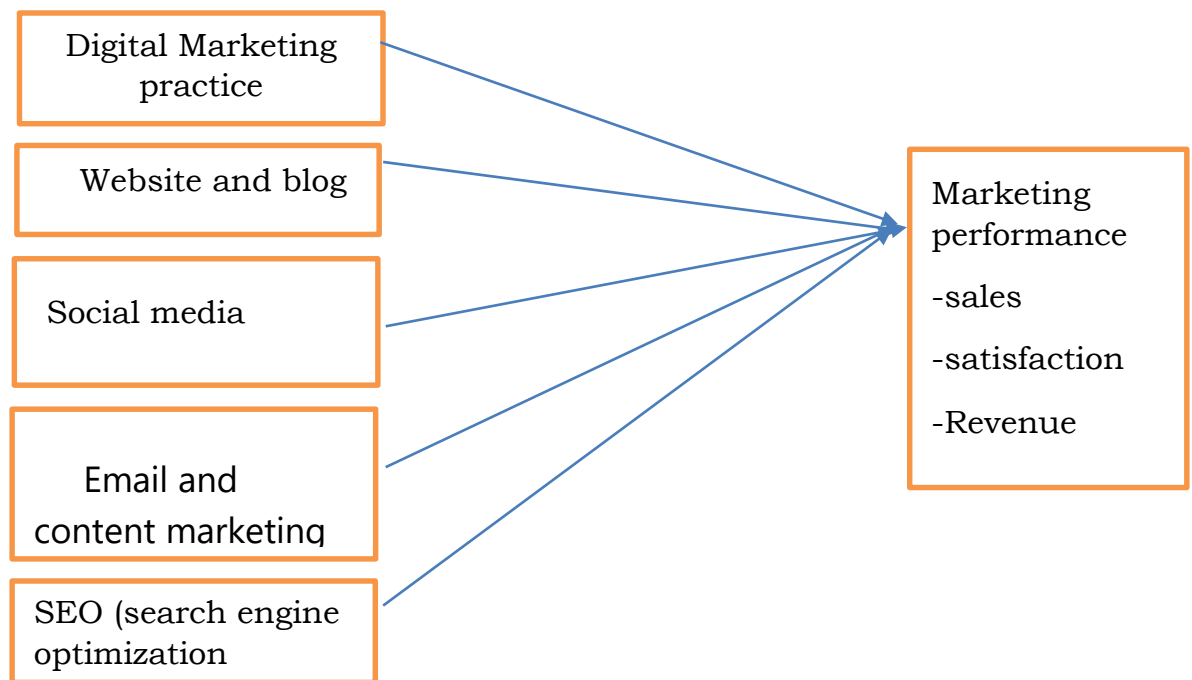 Digital Marketing
practice
Website and blog
Social media
Email and
content marketing
SEO (search engine
optimization
Marketing
performance
-sales
-satisfaction
-Revenue